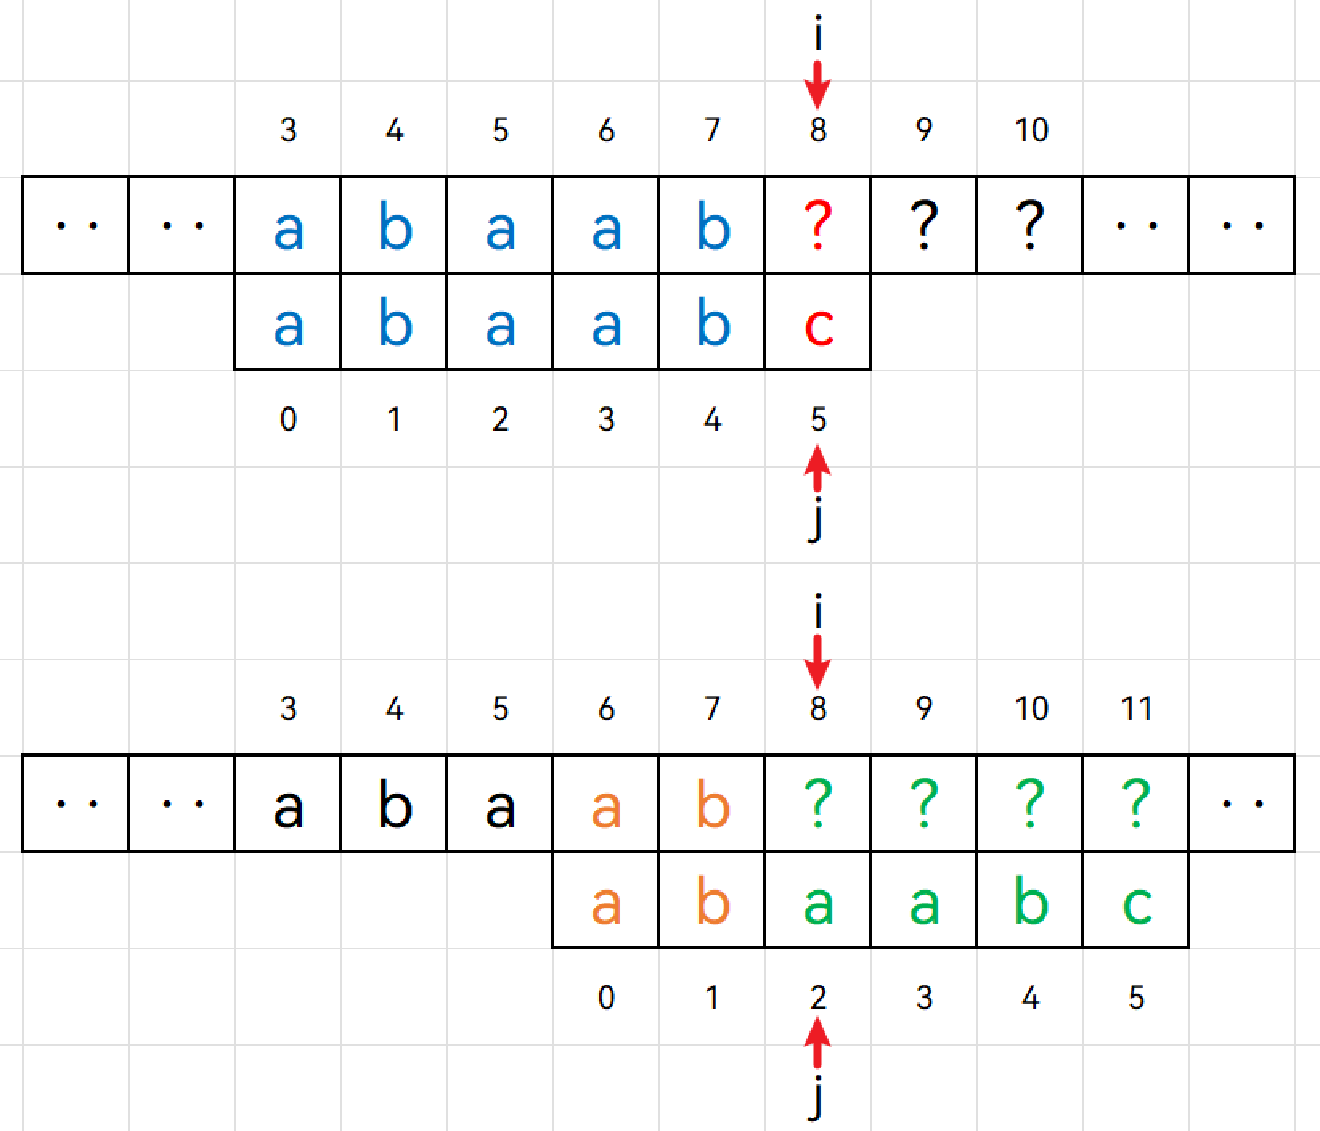 i
3 4 5 6 7 8 9 10
·· ·· a b a a b ? ? ? ·· ··
a b a a b c
0 1 2 3 4 5
j
i
3 4 5 6 7 8 9 10 11
·· ·· a b a a b ? ? ? ? ··
a b a a b c
0 1 2 3 4 5
j